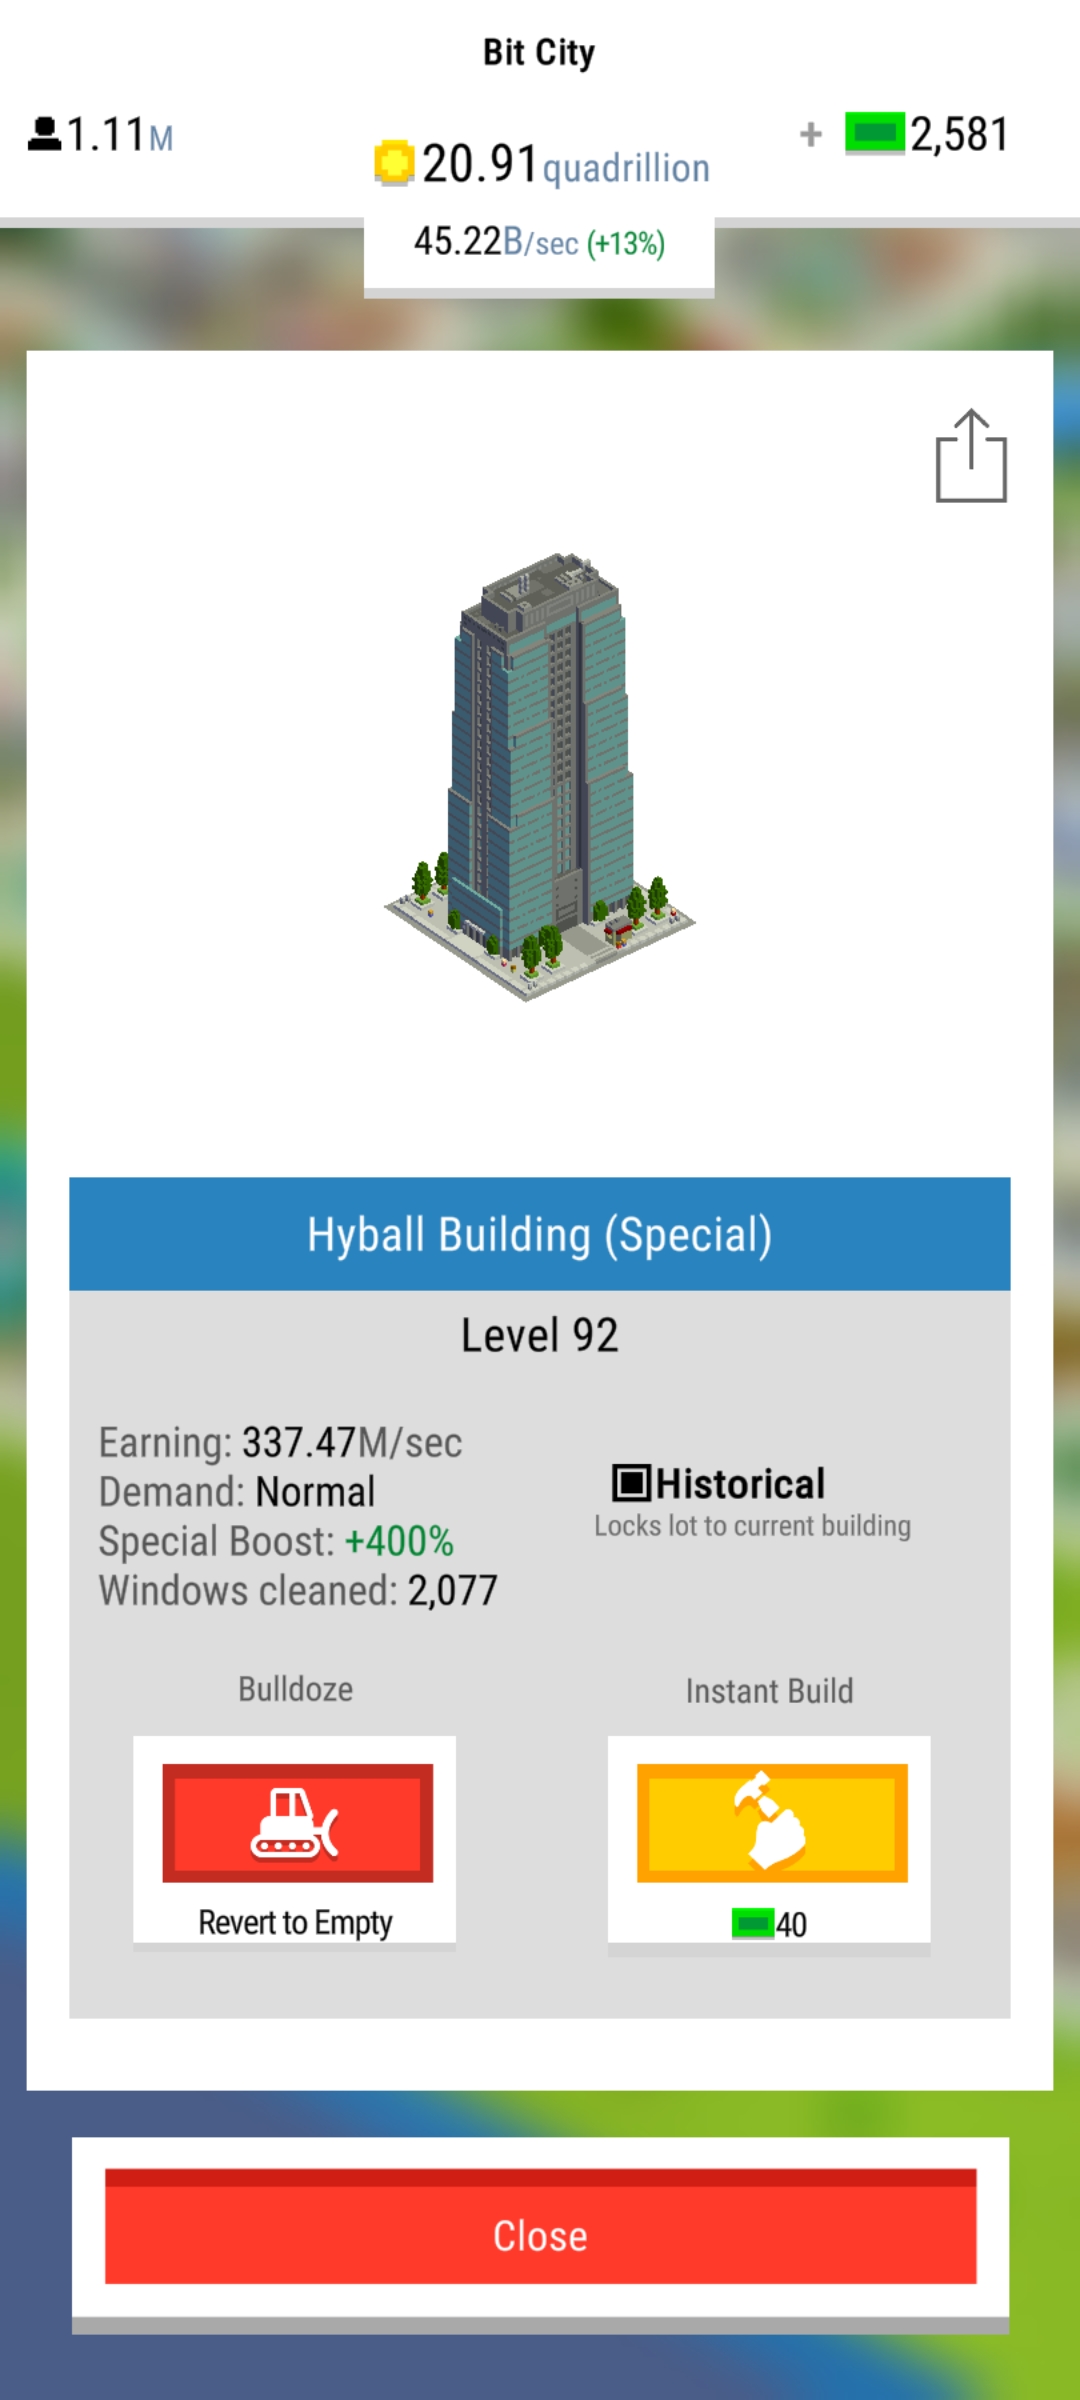 Bit City
1.11M
+ 2,581
20.91quadrillion
45.22B/sec (+13%)
Hyball Building (Special)
Level 92
Earning: 337.47M/sec
Demand: Normal
Special Boost: +400%
Windows cleaned: 2,077
Historical
Locks lot to current building
Bulldoze
Instant Build
Revert to Empty
40
Close